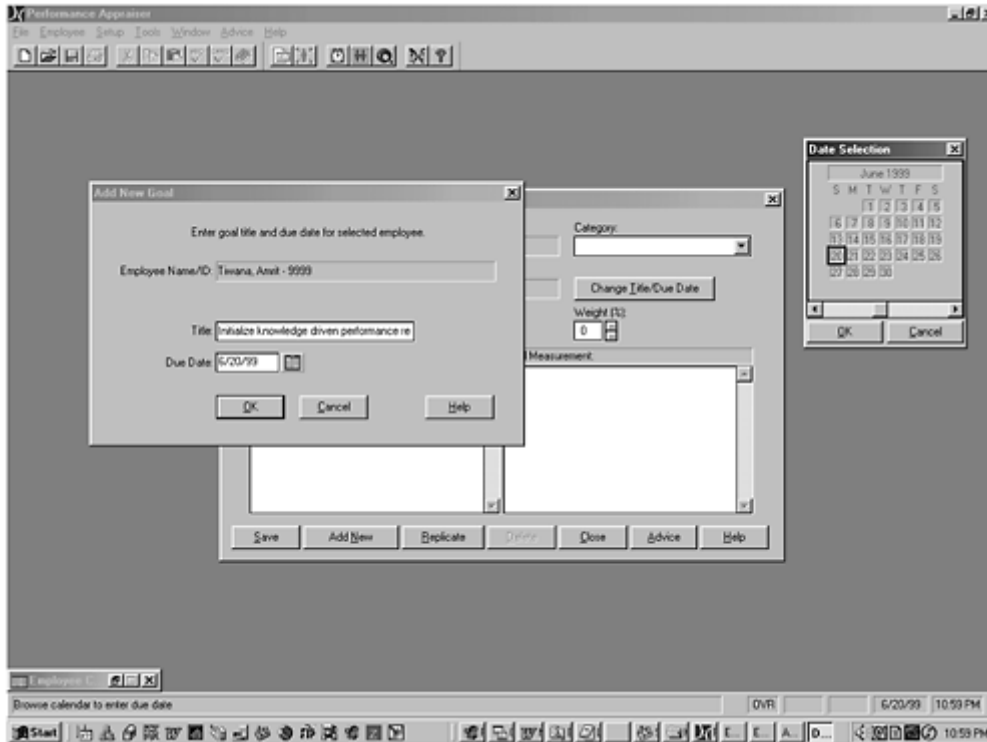 Performance Appraiser
File Employee Setup Tools Window Advice Help
Date Selection
June 1999
S M T W T F S
1 2 3 4 5
6 7 8 9 10 11 12
13 14 15 16 17 18 19
20 21 22 23 24 25 26
27 28 29 30
OK Cancel
Add New Goal
Enter goal title and due date for selected employee.
Employee Name/ID: Tiwana, Amrit - 9999
Title: Initialize knowledge driven performance re
Due Date: 6/20/99
OK Cancel Help
Category:
Change Title/Due Date
Weight (%):
0
Measurement:
Save Add New Replicate Delete Close Advice Help
Employee
Browse calendar to enter due date
OVR 6/20/99 10:59 PM
Start E... E... A... D... 10:59 PM